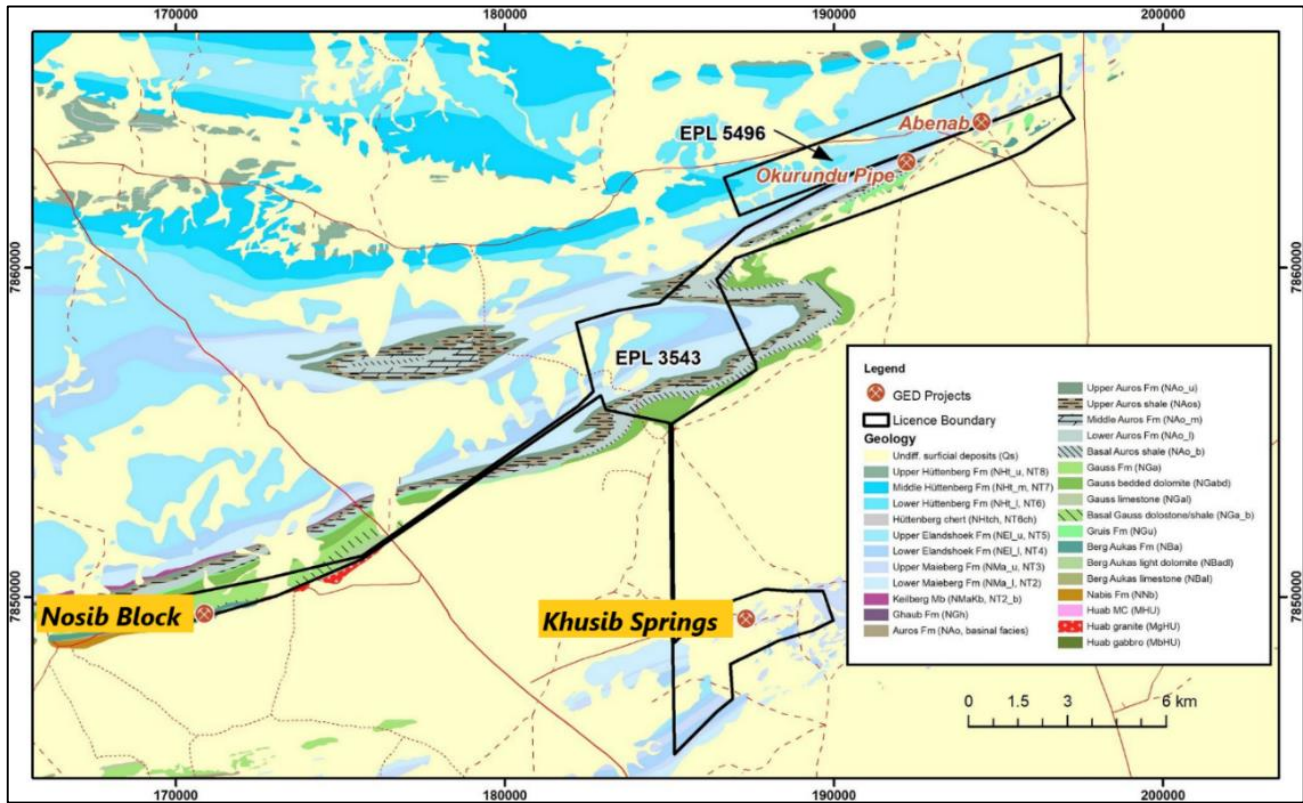 170000
180000
190000
200000
7860000
7860000
EPL 5496
Abenab
Okurundu Pipe
EPL 3543
7850000
7850000
Nosib Block
Khusib Springs
Legend
GED Projects
Licence Boundary
Geology
Undiff. surficial deposits (Qs)
Upper Hüttenberg Fm (NHt_u, NT8)
Middle Hüttenberg Fm (NHt_m, NT7)
Lower Hüttenberg Fm (NHt_l, NT6)
Hüttenberg chert (NHtch, NT6ch)
Upper Elandshoek Fm (NEl_u, NT5)
Lower Elandshoek Fm (NEl_l, NT4)
Upper Maieberg Fm (NMa_u, NT3)
Lower Maieberg Fm (NMa_l, NT2)
Keilberg Mb (NMaKb, NT2_b)
Ghaub Fm (NGh)
Auros Fm (NAo, basinal facies)
Upper Auros Fm (NAo_u)
Upper Auros shale (NAos)
Middle Auros Fm (NAo_m)
Lower Auros Fm (NAo_l)
Basal Auros shale (NAo_b)
Gauss Fm (NGa)
Gauss bedded dolomite (NGabd)
Gauss limestone (NGal)
Basal Gauss dolostone/shale (NGa_b)
Gruis Fm (NGu)
Berg Aukas Fm (NBa)
Berg Aukas light dolomite (NBadl)
Berg Aukas limestone (NBal)
Nabis Fm (NNb)
Huab MC (MHU)
Huab granite (MgHU)
Huab gabbro (MbHU)
0 1.5 3 6 km
170000
180000
190000
200000